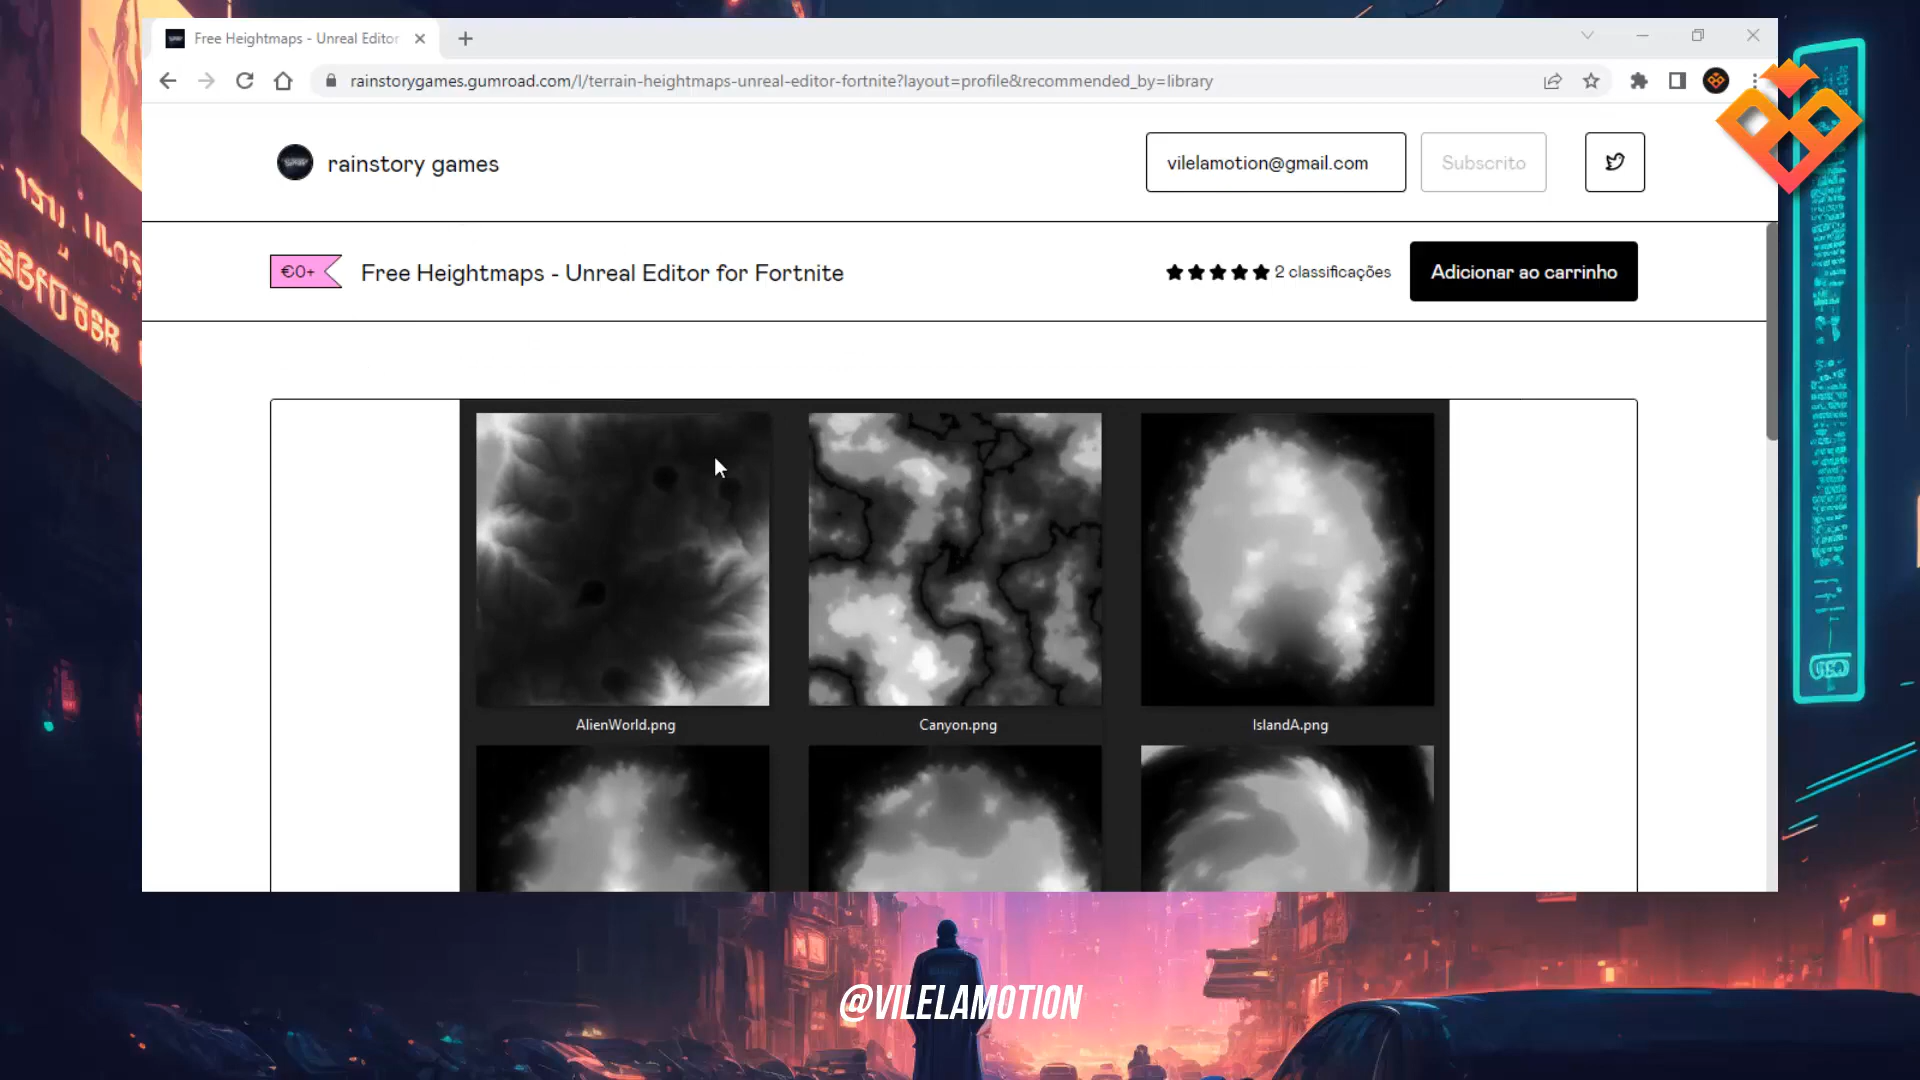 Free Heightmaps - Unreal Editor
rainstorygames.gumroad.com/l/terrain-heightmaps-unreal-editor-fortnite?layout=profile&recommended_by=library
rainstory games
vilelamotion@gmail.com
Subscrito
€0+
Free Heightmaps - Unreal Editor for Fortnite
2 classificações
Adicionar ao carrinho
AlienWorld.png
Canyon.png
IslandA.png
@VILELAMOTION